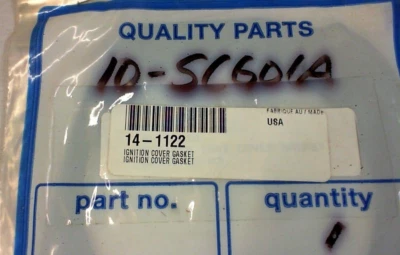 QUALITY PARTS
10-SC601A
FABRIQUE AU / MADE
14-1122
USA
IGNITION COVER GASKET
IGNITION COVER GASKET
part no.
quantity
1